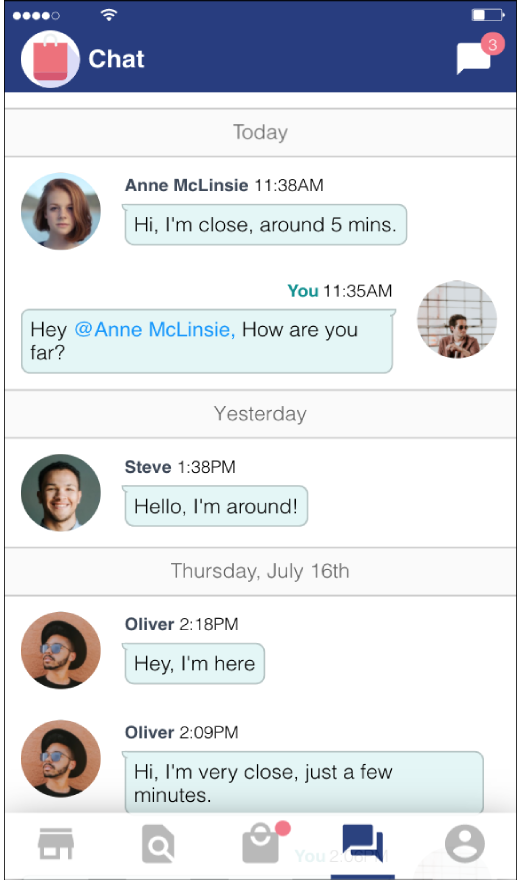 Chat
3
Today
Anne McLinsie 11:38AM
Hi, I'm close, around 5 mins.
You 11:35AM
Hey @Anne McLinsie, How are you
far?
Yesterday
Steve 1:38PM
Hello, I'm around!
Thursday, July 16th
Oliver 2:18PM
Hey, I'm here
Oliver 2:09PM
Hi, I'm very close, just a few
minutes.
You 2:06PM